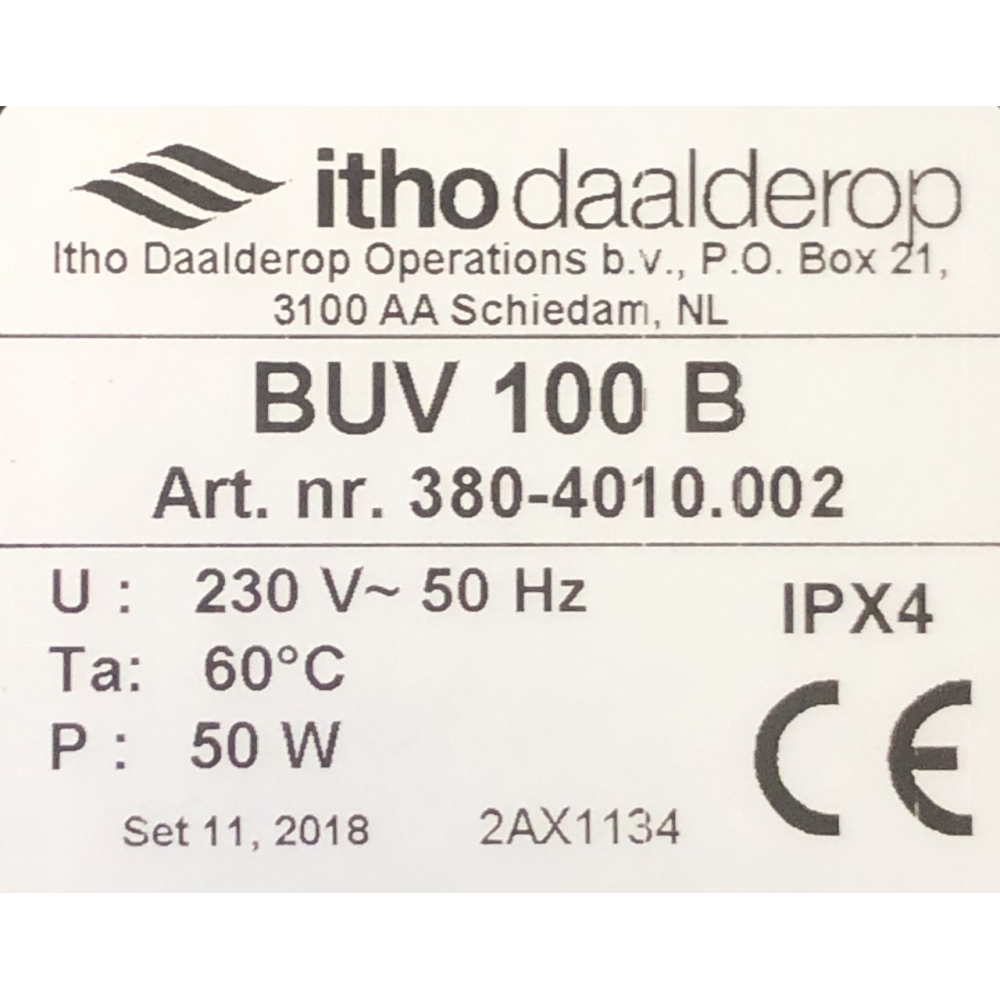 itho daalderop
Itho Daalderop Operations b.v., P.O. Box 21,
3100 AA Schiedam, NL
BUV 100 B
Art. nr. 380-4010.002
U : 230 V~ 50 Hz
IPX4
Ta: 60°C
P : 50 W
CE
Set 11, 2018 2AX1134